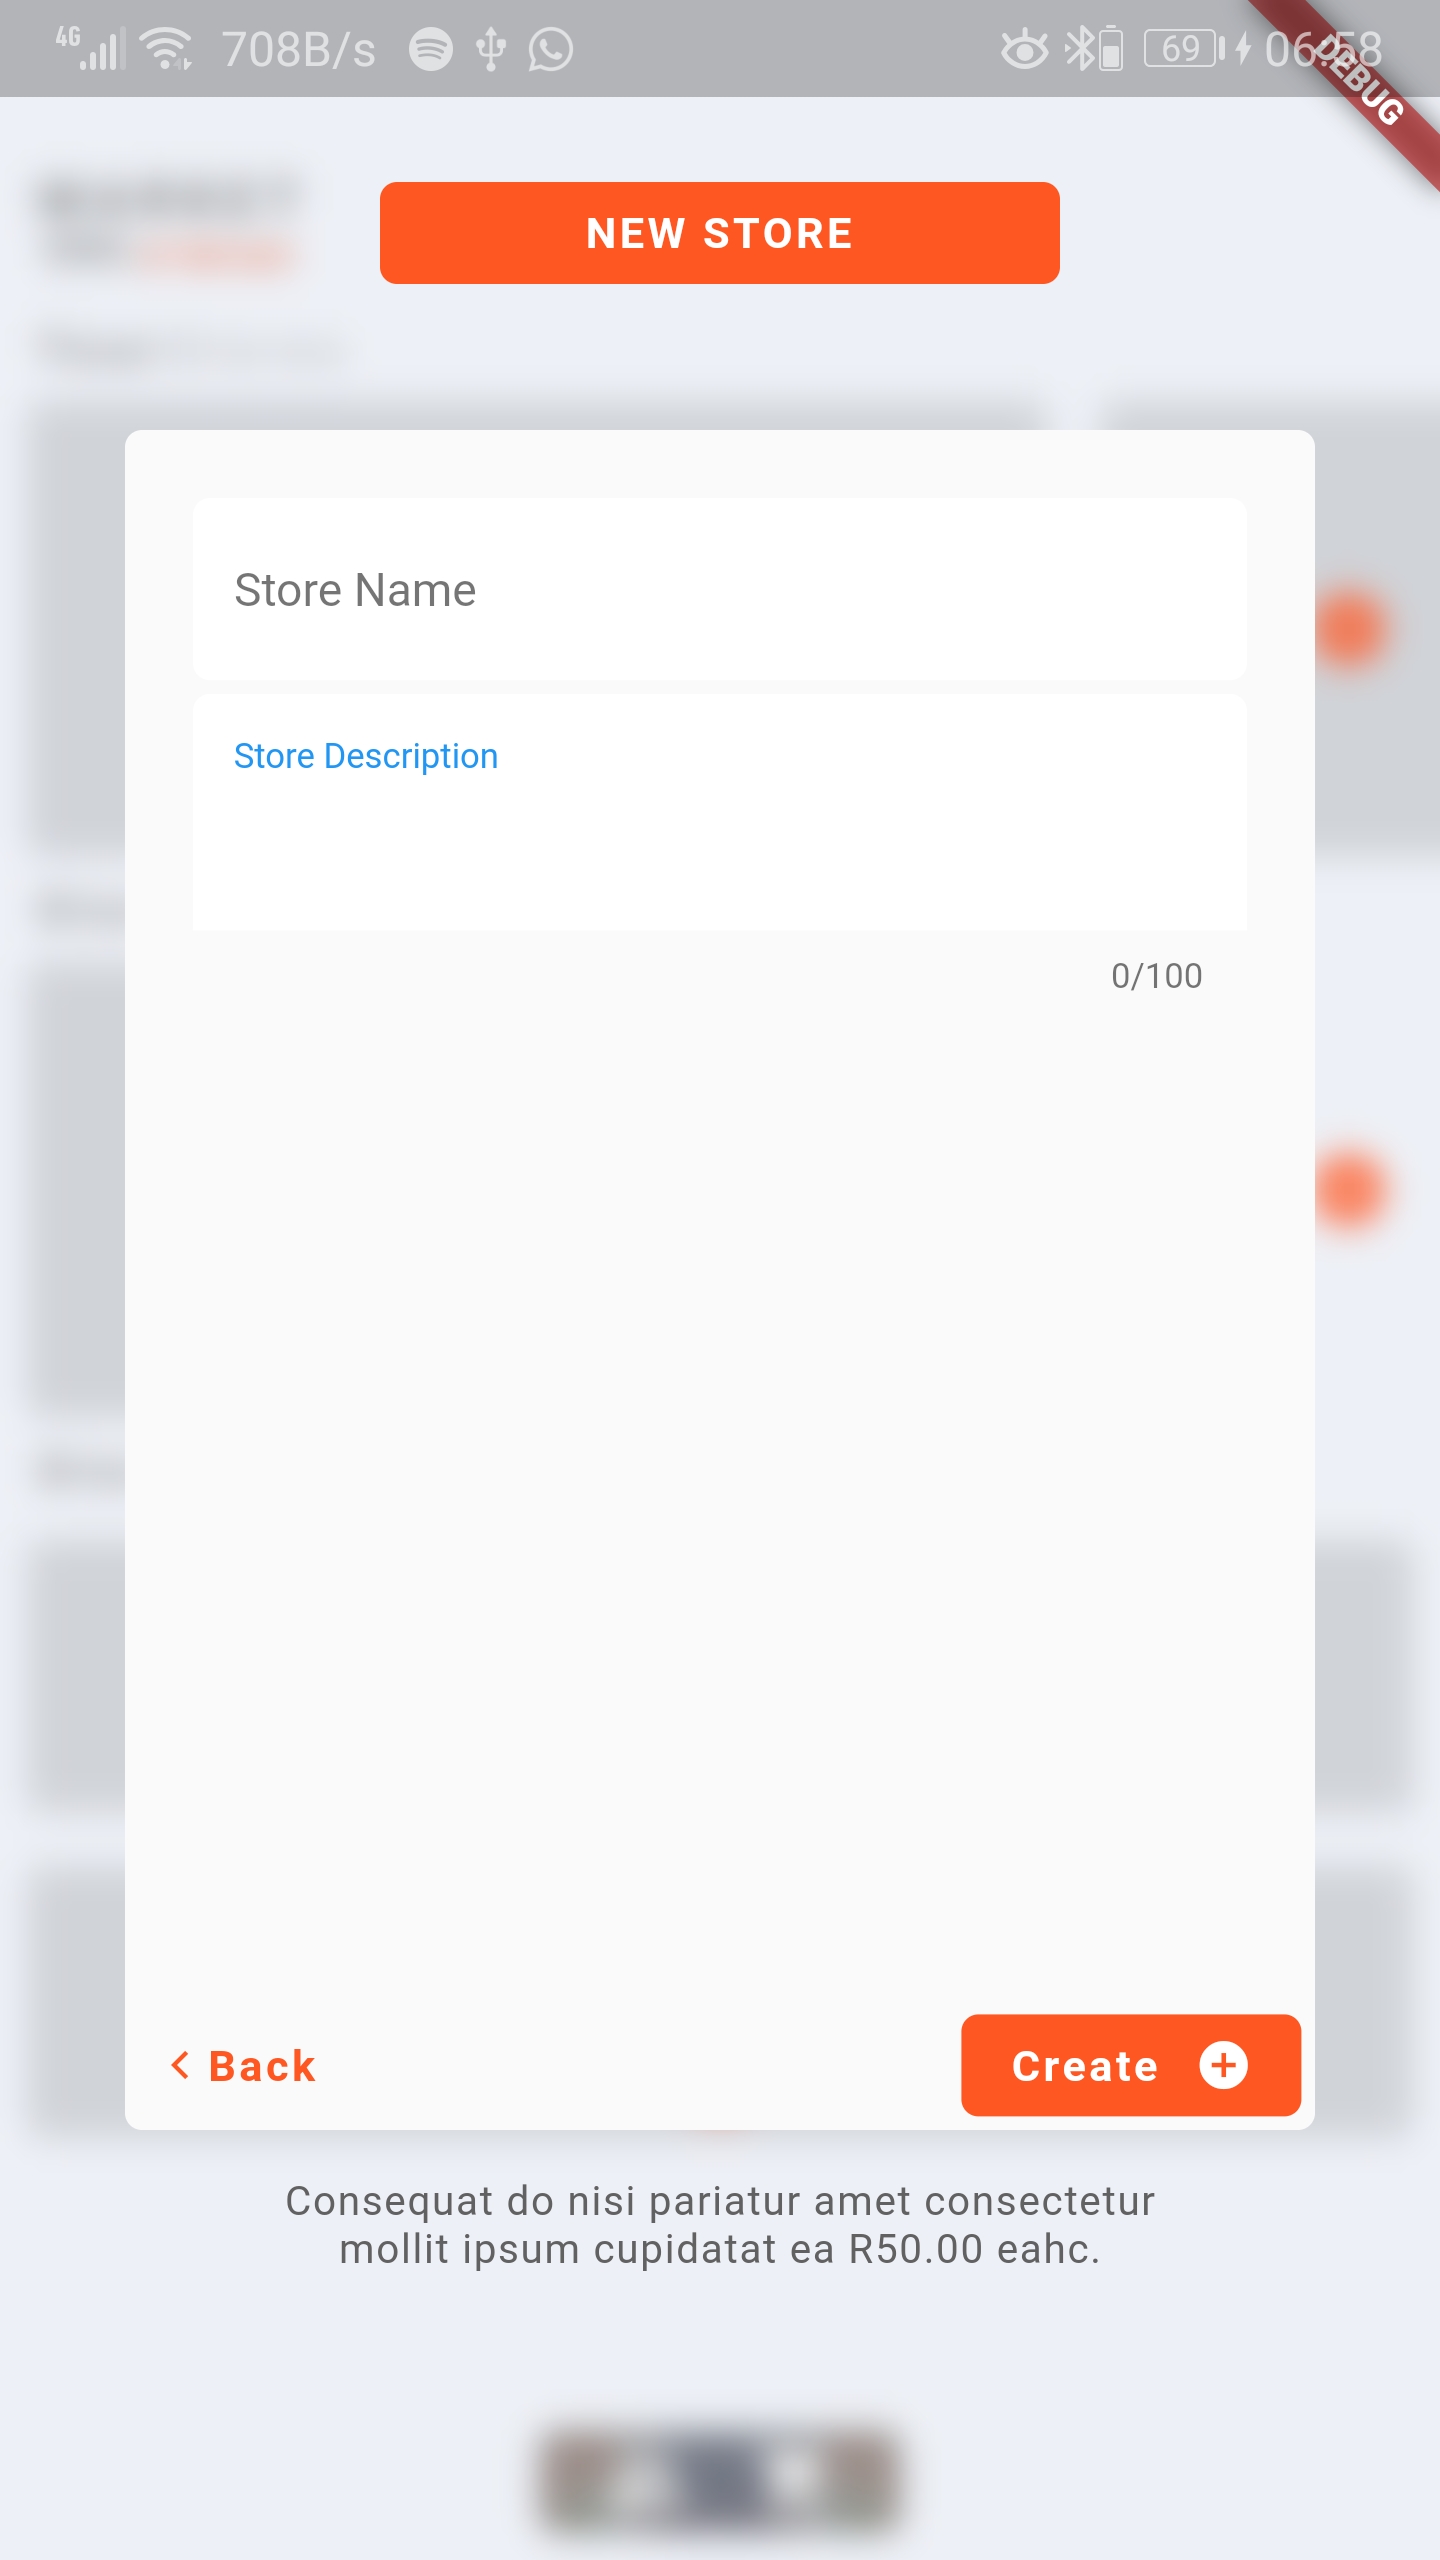 4G 708B/s 69 06:58
DEBUG
NEW STORE
Store Name
Store Description
0/100
Back
Create
Consequat do nisi pariatur amet consectetur
mollit ipsum cupidatat ea R50.00 eahc.